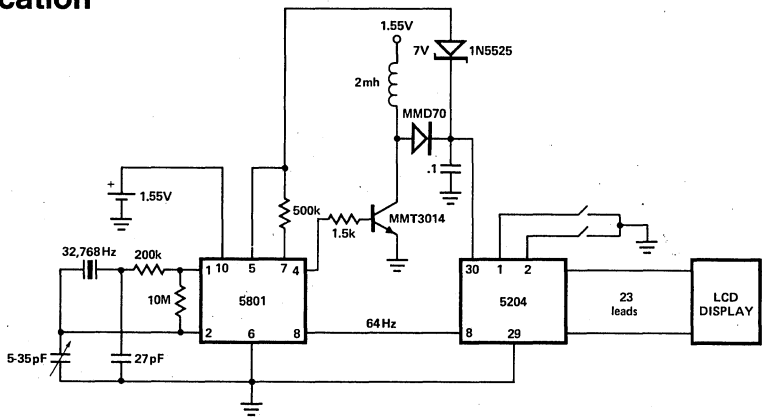 cation
1.55V
7V
1N5525
2mh
MMD70
.1
+
1.55V
500k
MMT3014
1.5k
32,768Hz
200k
10M
1 10 5 7 4
5801
2 6 8
30 1 2
5204
8 29
64Hz
23
leads
LCD
DISPLAY
5-35pF
27pF